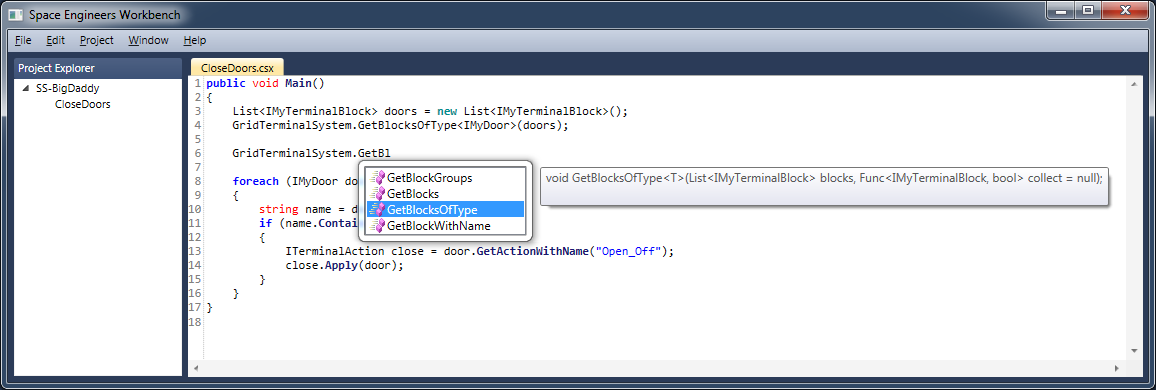 Space Engineers Workbench
File Edit Project Window Help
Project Explorer
SS-BigDaddy
CloseDoors
CloseDoors.csx
1 public void Main()
2 {
3 List<IMyTerminalBlock> doors = new List<IMyTerminalBlock>();
4 GridTerminalSystem.GetBlocksOfType<IMyDoor>(doors);
5
6 GridTerminalSystem.GetBl
7
8 foreach (IMyDoor do
9 {
10 string name = d
11 if (name.Contai
12 {
13 ITerminalAction close = door.GetActionWithName("Open_Off");
14 close.Apply(door);
15 }
16 }
17 }
18
GetBlockGroups
GetBlocks
GetBlocksOfType
GetBlockWithName
void GetBlocksOfType<T>(List<IMyTerminalBlock> blocks, Func<IMyTerminalBlock, bool> collect = null);